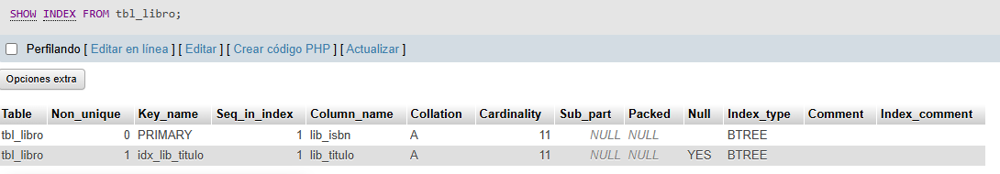 SHOW INDEX FROM tbl_libro;
Perfilando [ Editar en línea ] [ Editar ] [ Crear código PHP ] [ Actualizar ]
Opciones extra
Table Non_unique Key_name Seq_in_index Column_name Collation Cardinality Sub_part Packed Null Index_type Comment Index_comment
tbl_libro 0 PRIMARY 1 lib_isbn A 11 NULL NULL BTREE
tbl_libro 1 idx_lib_titulo 1 lib_titulo A 11 NULL NULL YES BTREE